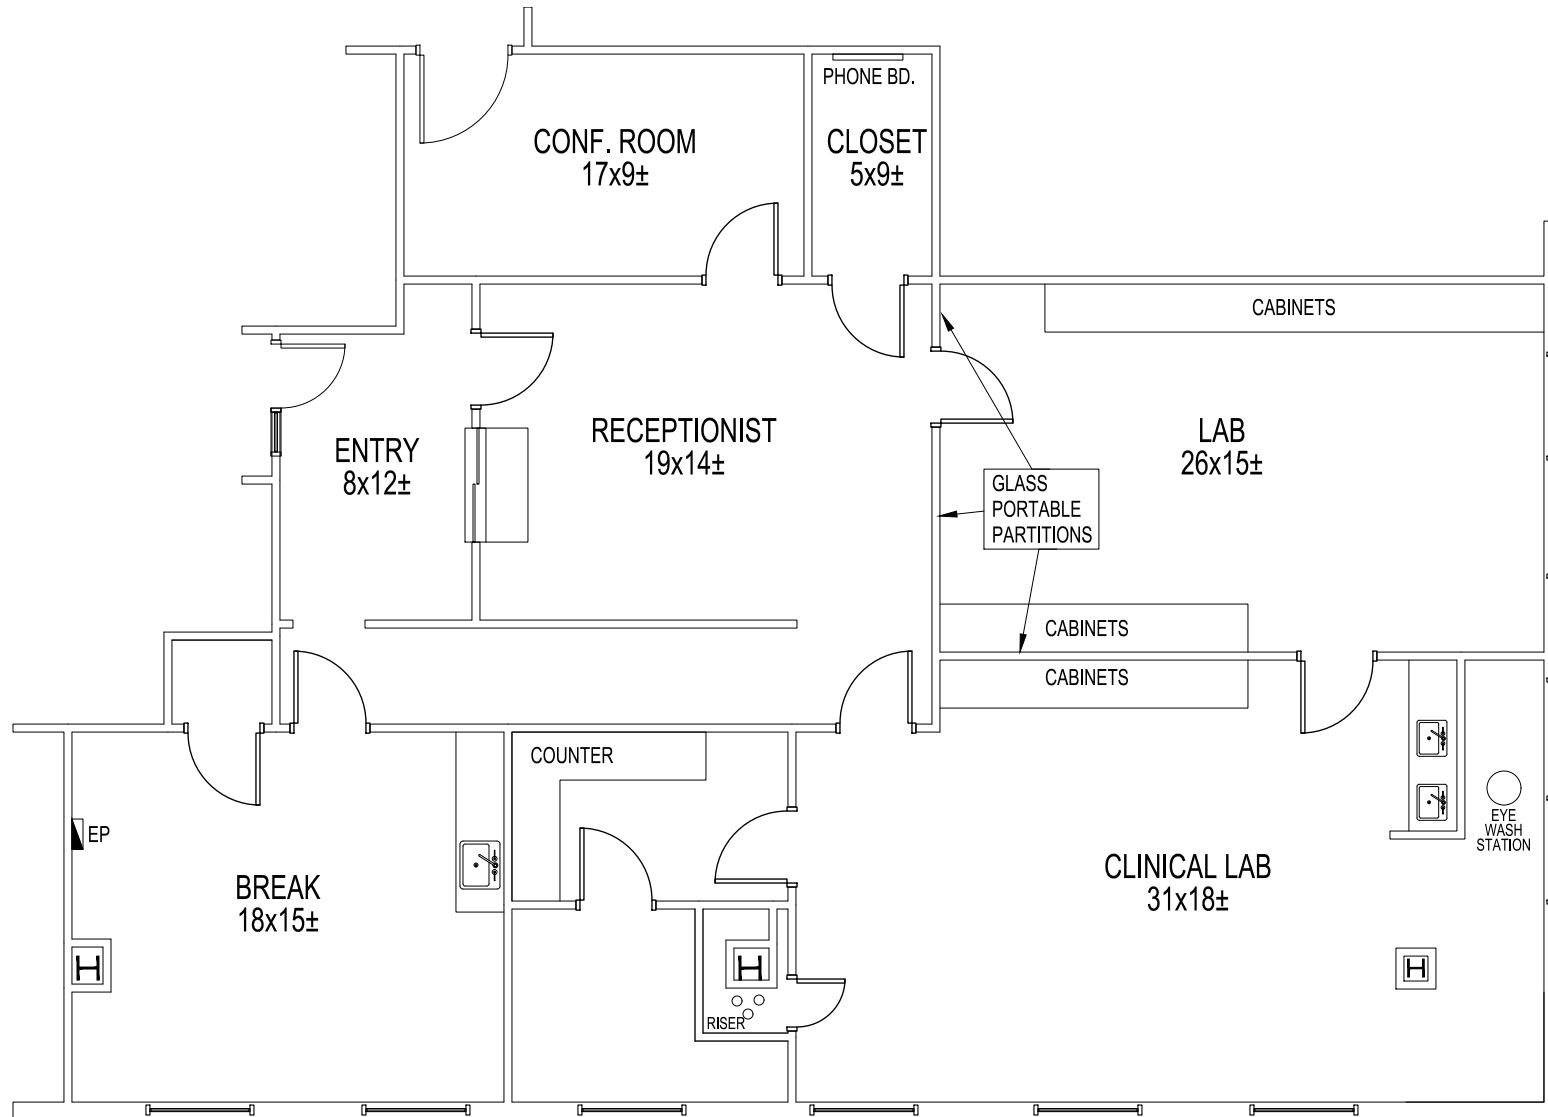 PHONE BD.
CONF. ROOM
17x9±
CLOSET
5x9±
CABINETS
ENTRY
8x12±
RECEPTIONIST
19x14±
LAB
26x15±
GLASS
PORTABLE
PARTITIONS
CABINETS
CABINETS
COUNTER
EP
BREAK
18x15±
CLINICAL LAB
31x18±
EYE
WASH
STATION
H
H
H
RISER